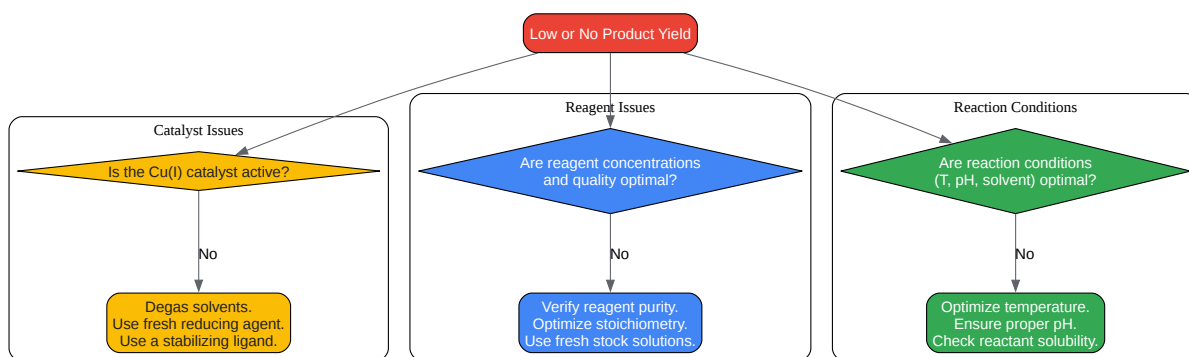 Low or No Product Yield
Catalyst Issues
Is the Cu(I) catalyst active?
No
Degas solvents.
Use fresh reducing agent.
Use a stabilizing ligand.
Reagent Issues
Are reagent concentrations
and quality optimal?
No
Verify reagent purity.
Optimize stoichiometry.
Use fresh stock solutions.
Reaction Conditions
Are reaction conditions
(T, pH, solvent) optimal?
No
Optimize temperature.
Ensure proper pH.
Check reactant solubility.